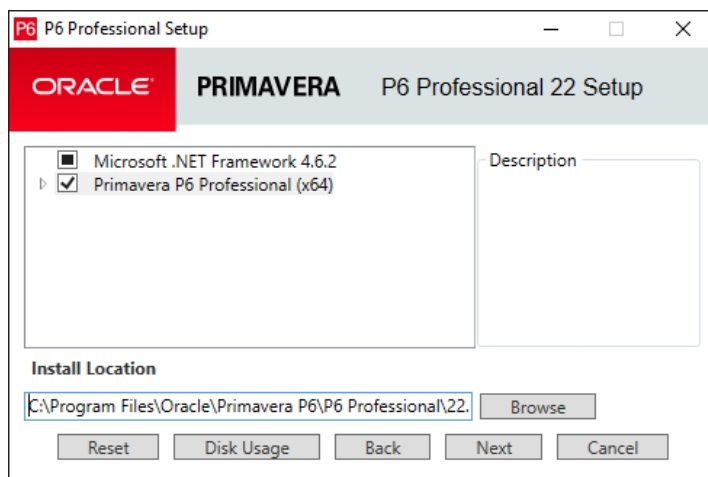 P6 P6 Professional Setup
ORACLE PRIMAVERA P6 Professional 22 Setup
Microsoft .NET Framework 4.6.2
Primavera P6 Professional (x64)
Description
Install Location
C:\Program Files\Oracle\Primavera P6\P6 Professional\22.
Browse
Reset Disk Usage Back Next Cancel